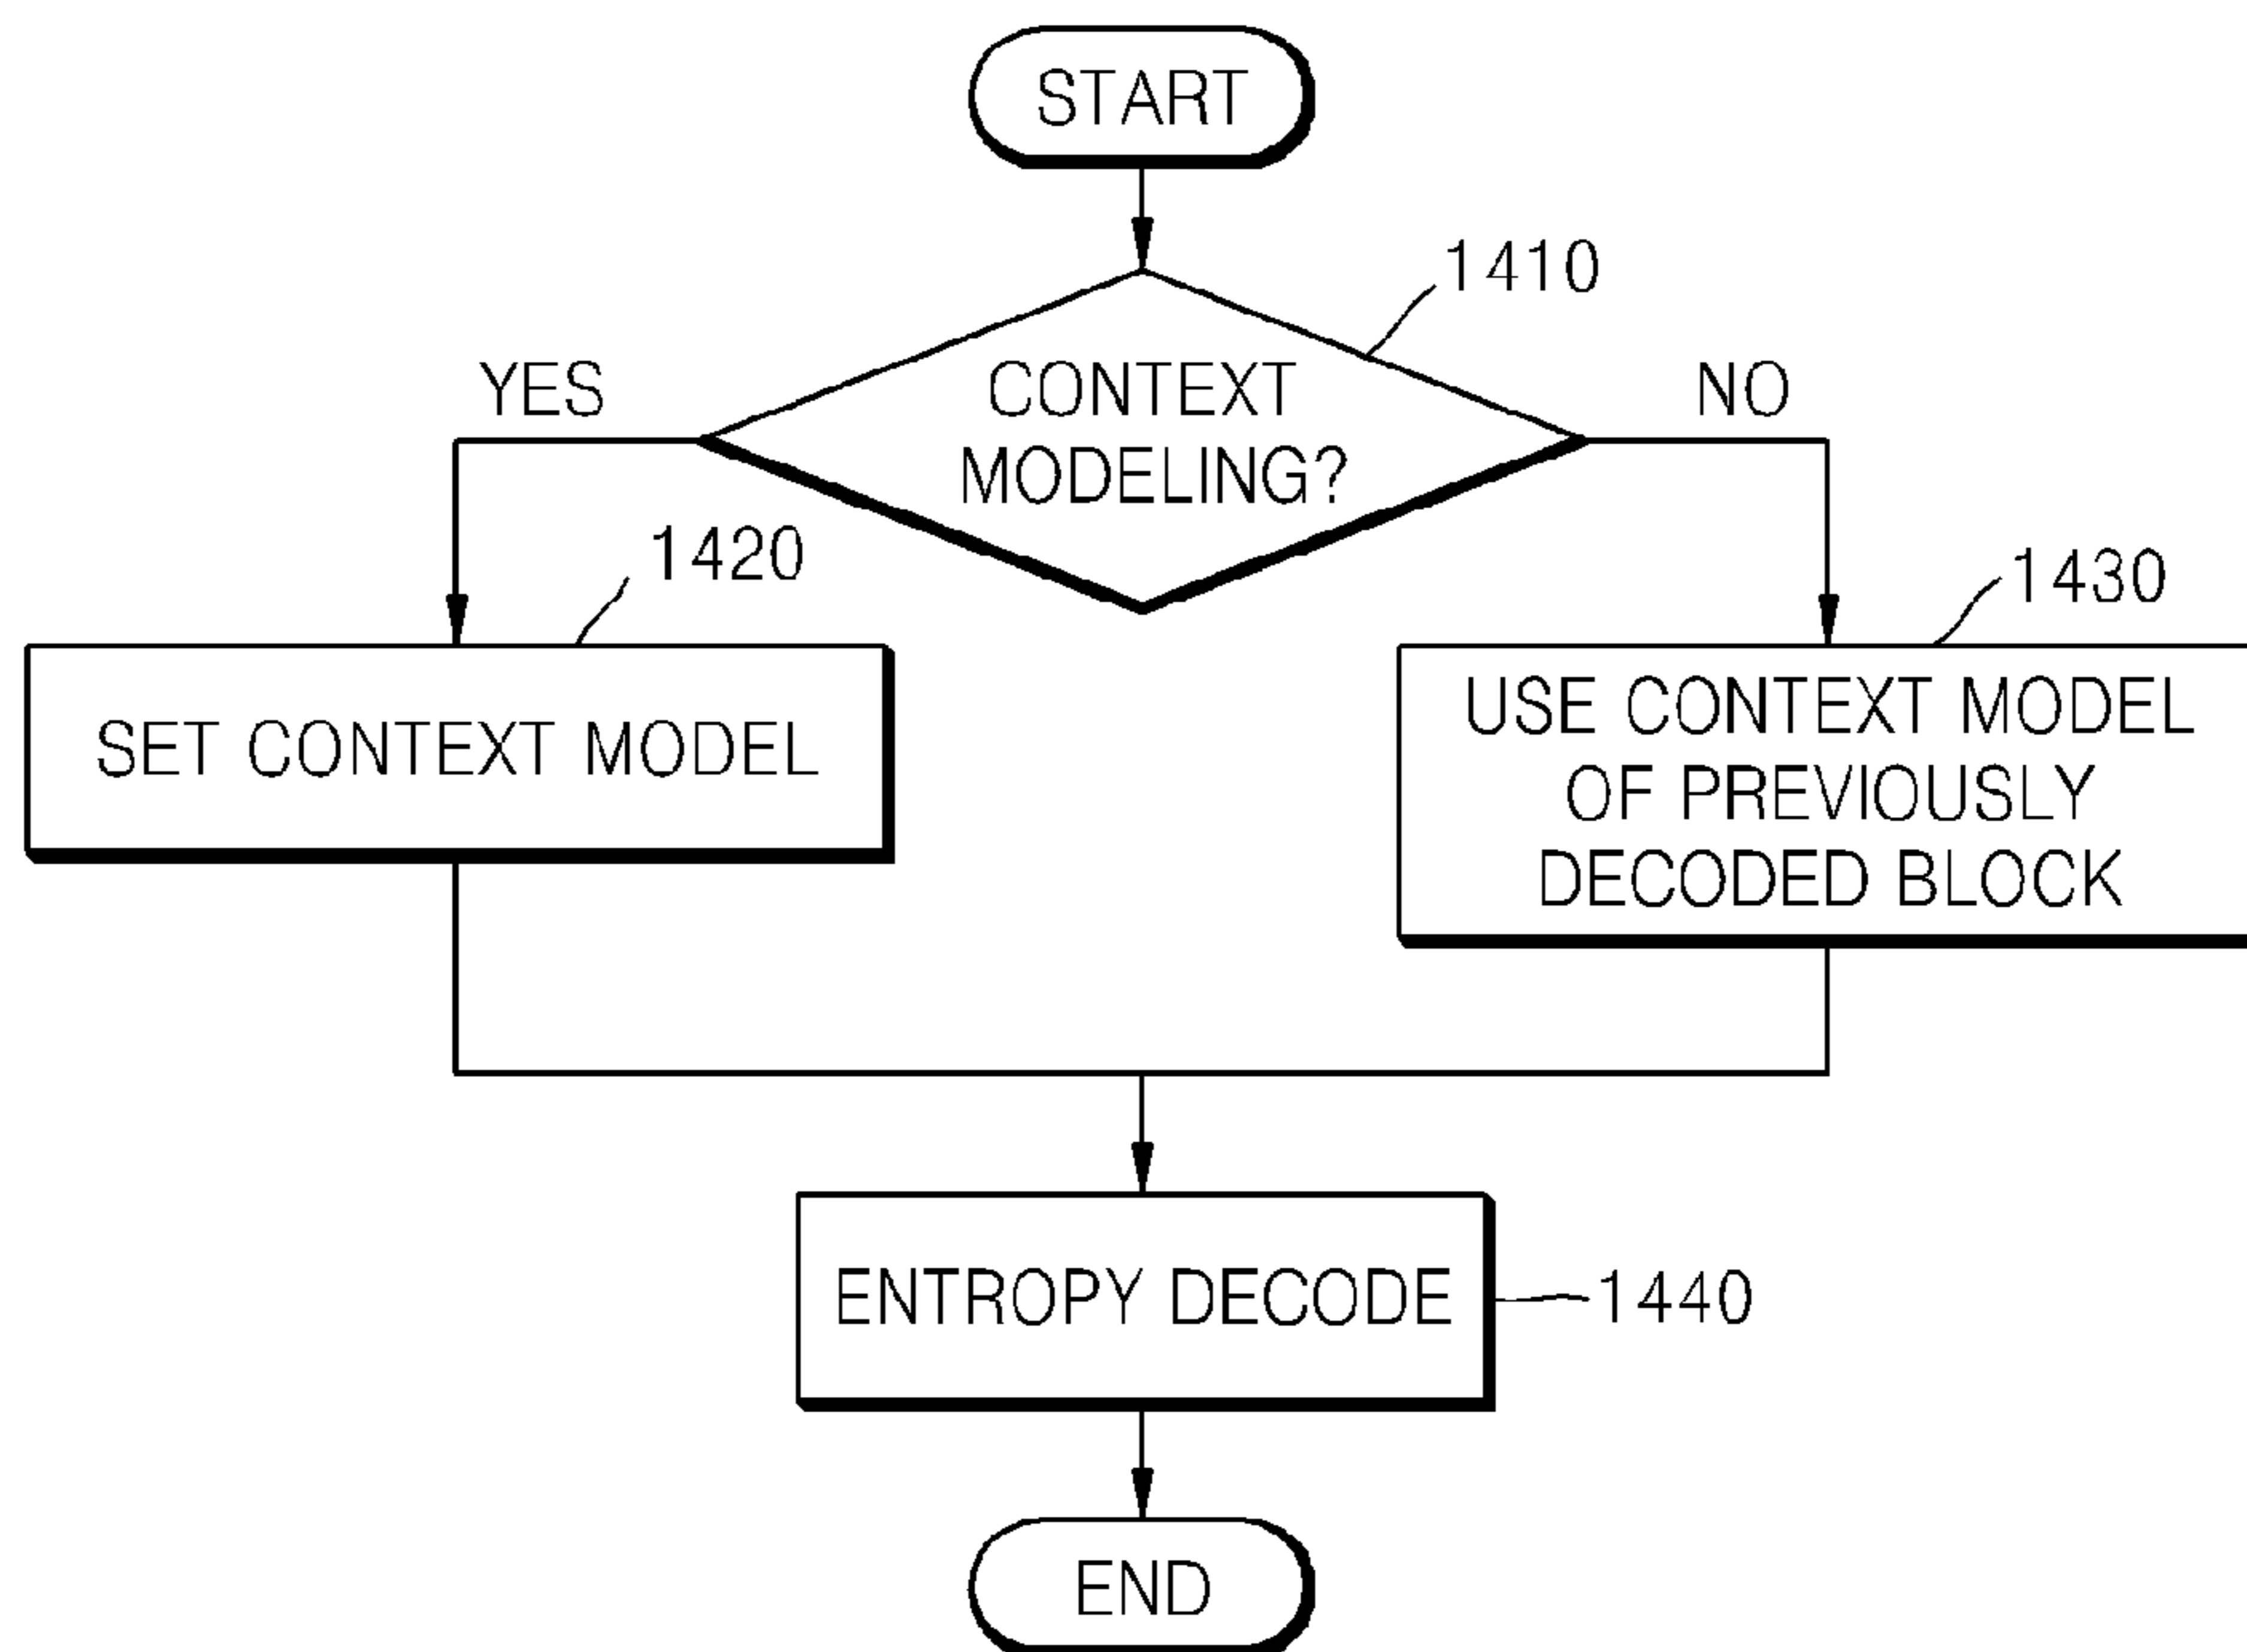 START
1410
YES
CONTEXT
MODELING?
NO
1420
1430
SET CONTEXT MODEL
USE CONTEXT MODEL
OF PREVIOUSLY
DECODED BLOCK
ENTROPY DECODE
1440
END